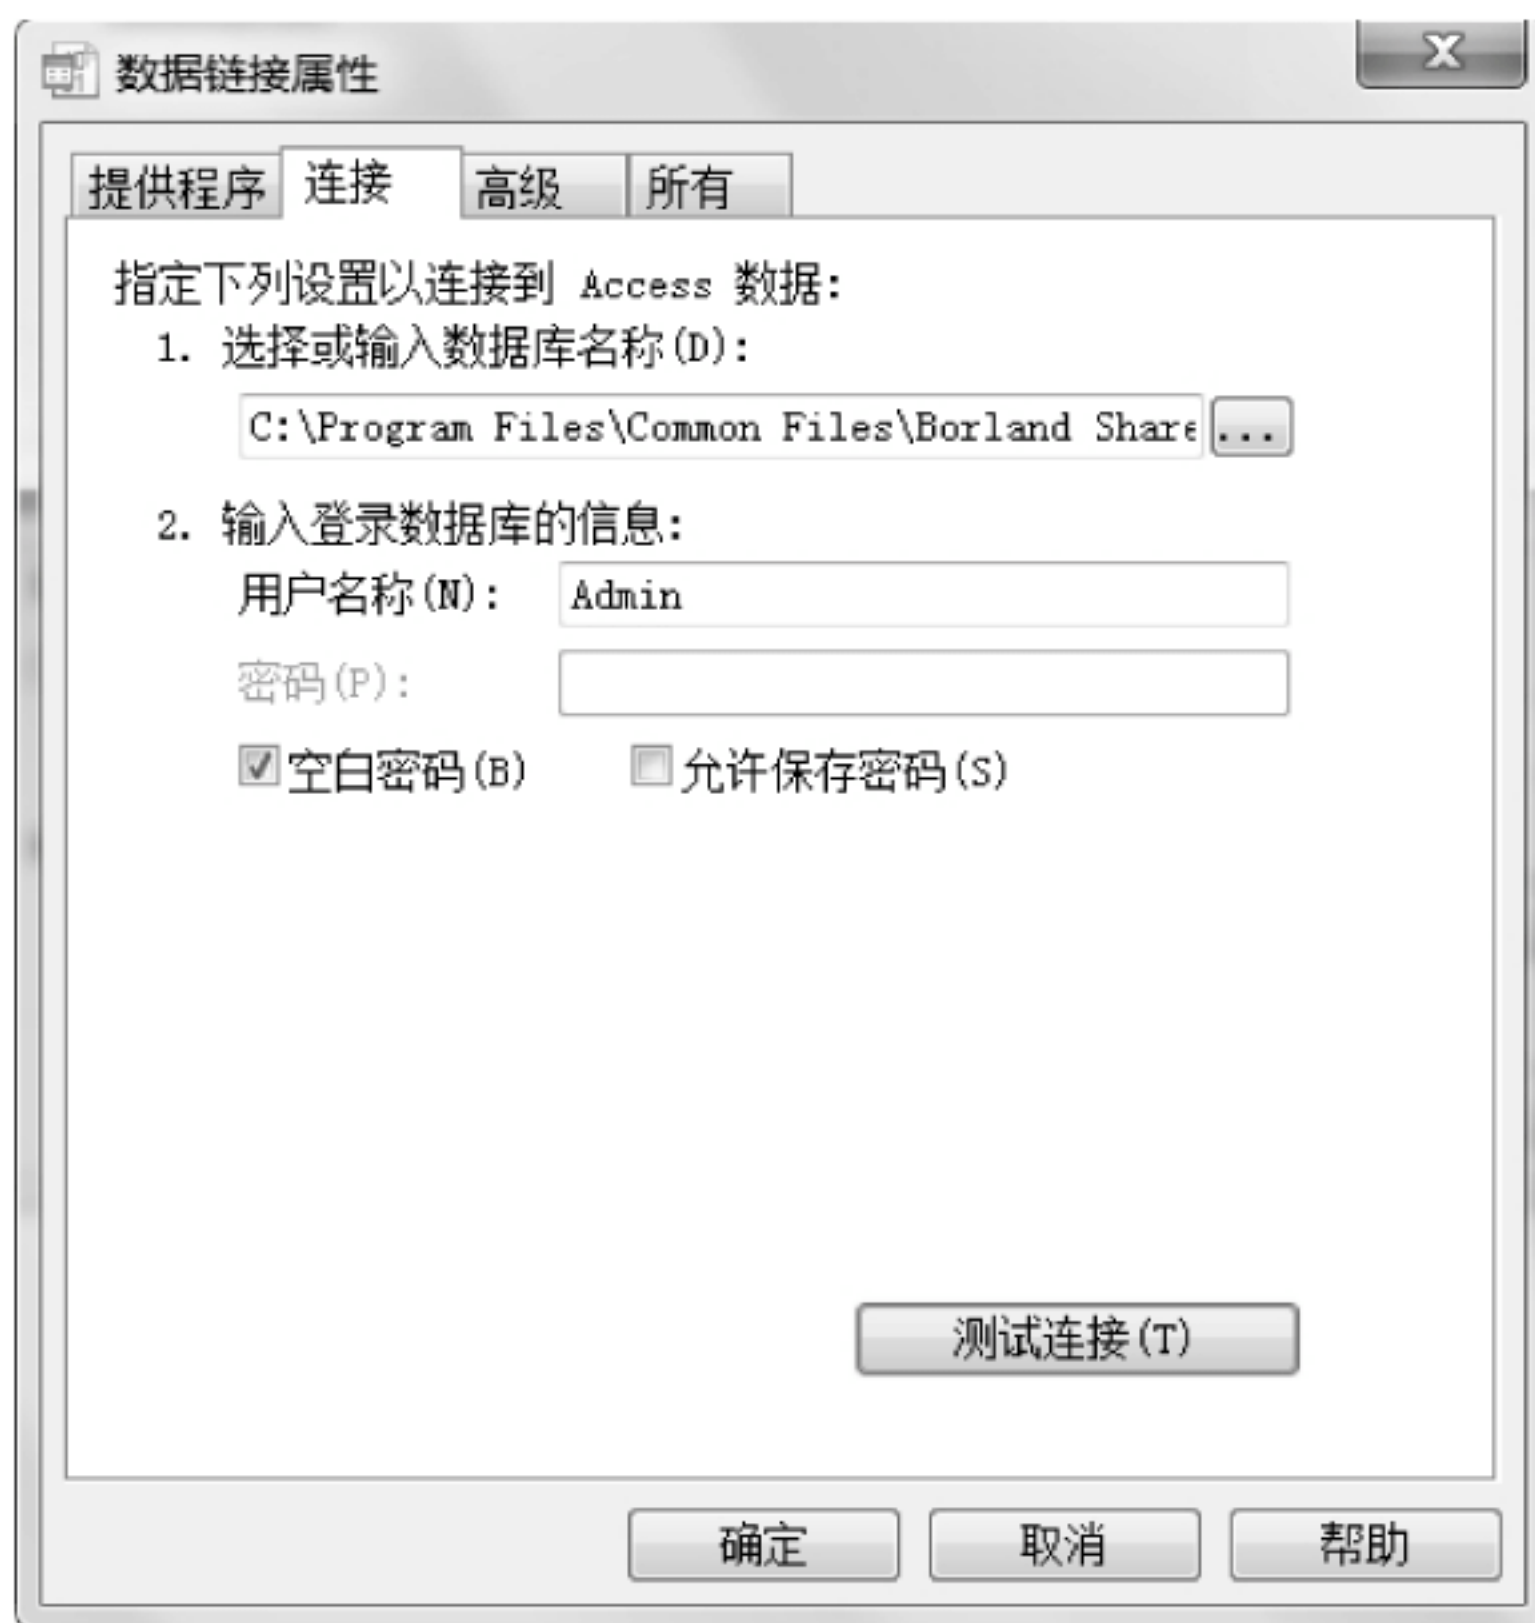 数据链接属性
提供程序 连接 高级 所有
指定下列设置以连接到 Access 数据:
1. 选择或输入数据库名称(D):
C:\Program Files\Common Files\Borland Share ...
2. 输入登录数据库的信息:
用户名称(N): Admin
密码(P):
空白密码(B) 允许保存密码(S)
测试连接(T)
确定 取消 帮助